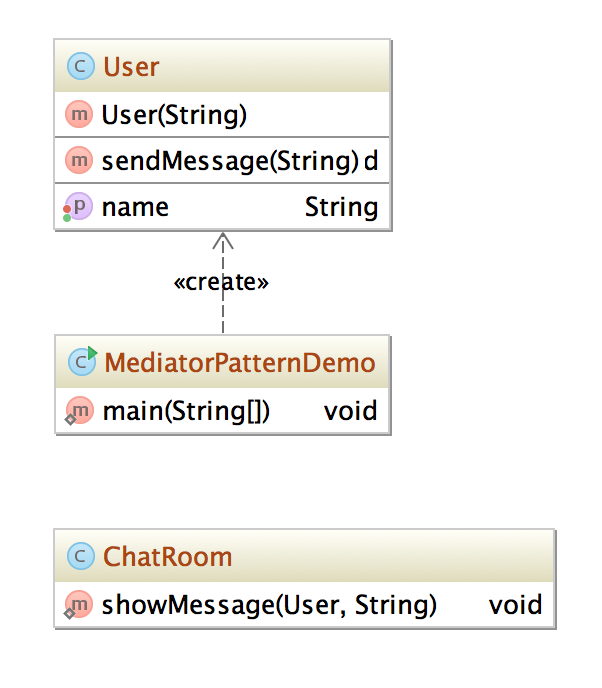 C User
m User(String)
m sendMessage(String) d
p name String
«create»
C MediatorPatternDemo
m main(String[]) void
C ChatRoom
m showMessage(User, String) void